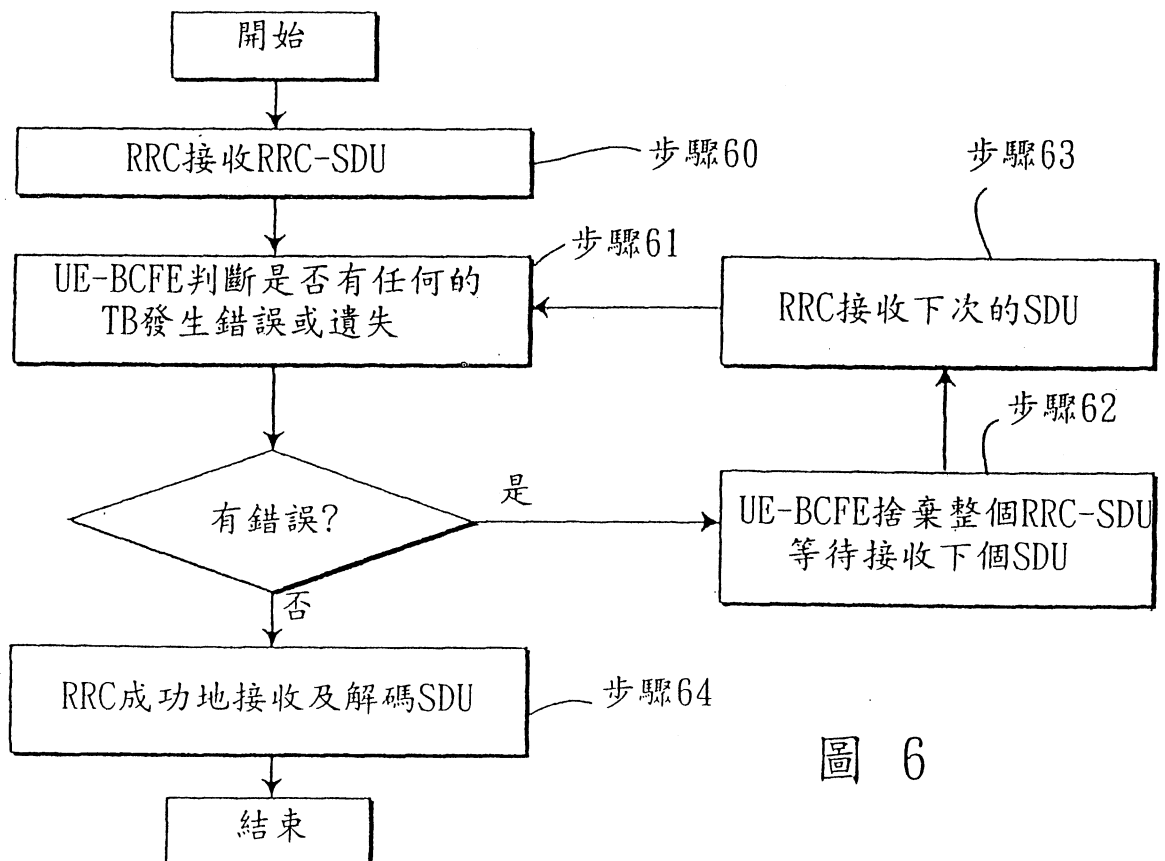 開始
RRC接收RRC-SDU
步驟60
步驟63
步驟61
UE-BCFE判斷是否有任何的
TB發生錯誤或遺失
RRC接收下次的SDU
步驟62
有錯誤?
是
UE-BCFE捨棄整個RRC-SDU
等待接收下個SDU
否
RRC成功地接收及解碼SDU
步驟64
圖 6
結束